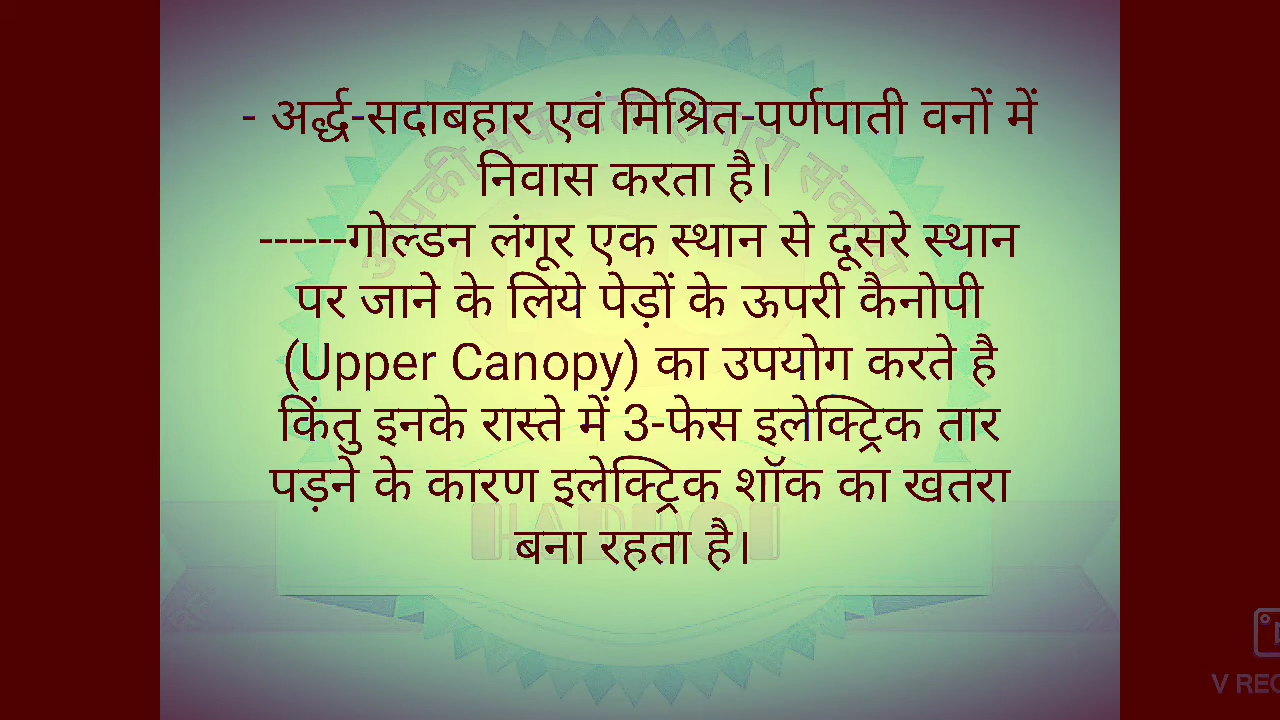 - अर्द्ध-सदाबहार एवं मिश्रित-पर्णपाती वनों में
निवास करता है।
------गोल्डन लंगूर एक स्थान से दूसरे स्थान
पर जाने के लिये पेड़ों के ऊपरी कैनोपी
(Upper Canopy) का उपयोग करते है
किंतु इनके रास्ते में 3-फेस इलेक्ट्रिक तार
पड़ने के कारण इलेक्ट्रिक शॉक का खतरा
बना रहता है।
V REC